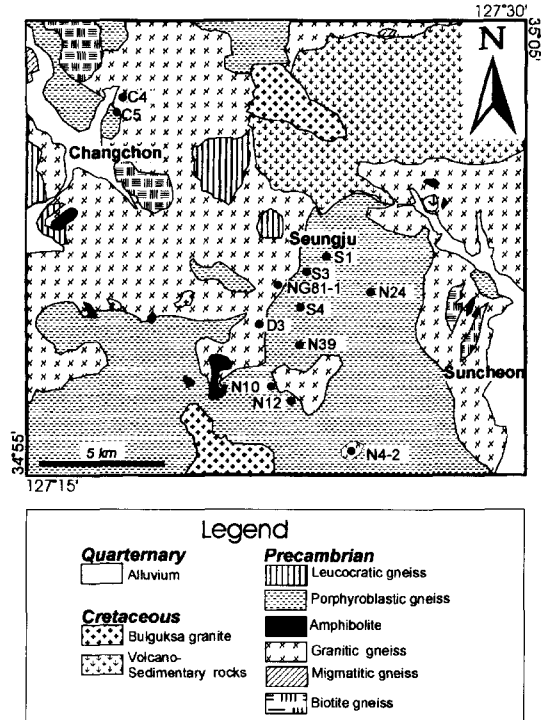 127°30'
35°05'
N
C4
C5
Changchon
Seungju
S1
S3
NG81-1
N24
S4
D3
N39
Suncheon
N10
N12
34°55'
5 km
N4-2
127°15'
Legend
Quarternary
Alluvium
Cretaceous
Bulguksa granite
Volcano-
Sedimentary rocks
Precambrian
Leucocratic gneiss
Porphyroblastic gneiss
Amphibolite
Granitic gneiss
Migmatitic gneiss
Biotite gneiss